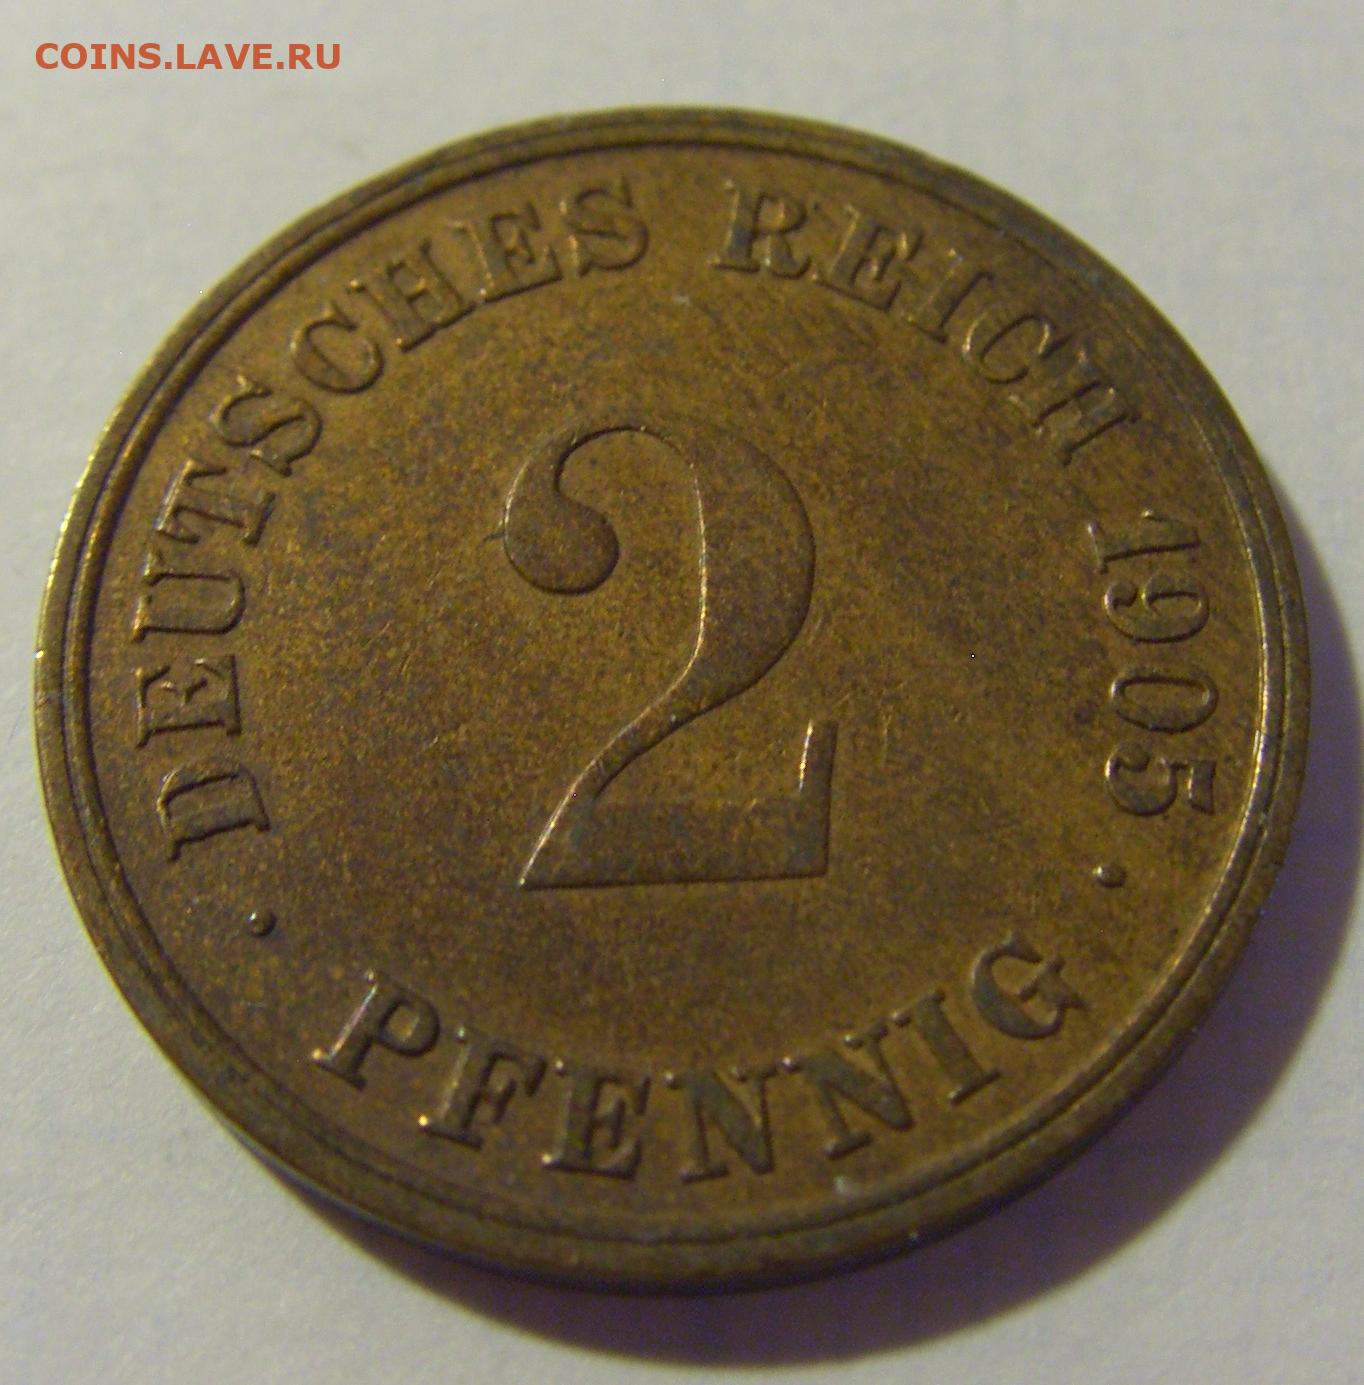 COINS.LAVE.RU
DEUTSCHES REICH 1905
2
· PFENNIG ·